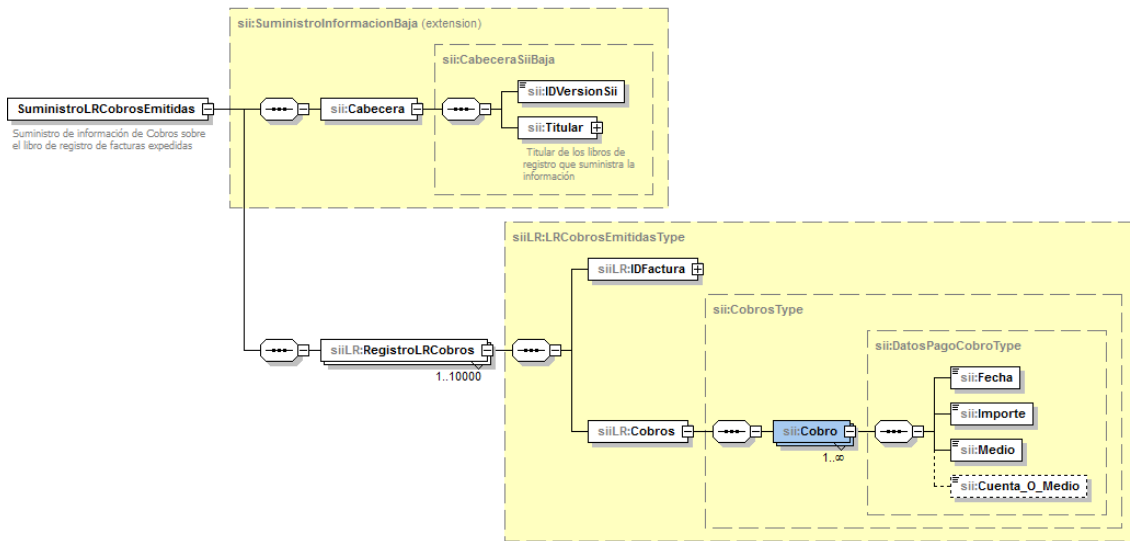 sii:SuministroInformacionBaja (extension)
sii:CabeceraSiiBaja
sii:IDVersionSii
SuministroLRCobrosEmitidas
sii:Cabecera
Suministro de información de Cobros sobre
el libro de registro de facturas expedidas
sii:Titular
Titular de los libros de
registro que suministra la
información
siiLR:LRCobrosEmitidasType
siiLR:IDFactura
sii:CobrosType
sii:DatosPagoCobroType
siiLR:RegistroLRCobros
1..10000
sii:Fecha
sii:Importe
siiLR:Cobros
sii:Cobro
1..∞
sii:Medio
sii:Cuenta_O_Medio